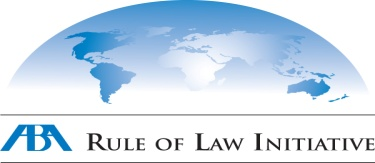 ABA RULE OF LAW INITIATIVE